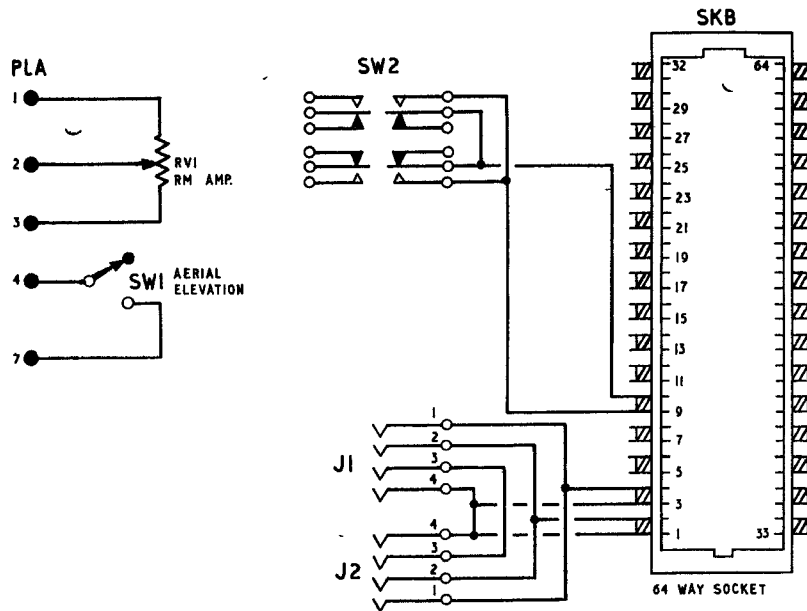 PLA
1
2
3
4
7
RV1
RM AMP.
SW1
AERIAL
ELEVATION
SW2
J1
1
2
3
4
J2
4
3
2
1
SKB
32
29
27
25
23
21
19
17
15
13
11
9
7
5
3
1
64
33
64 WAY SOCKET